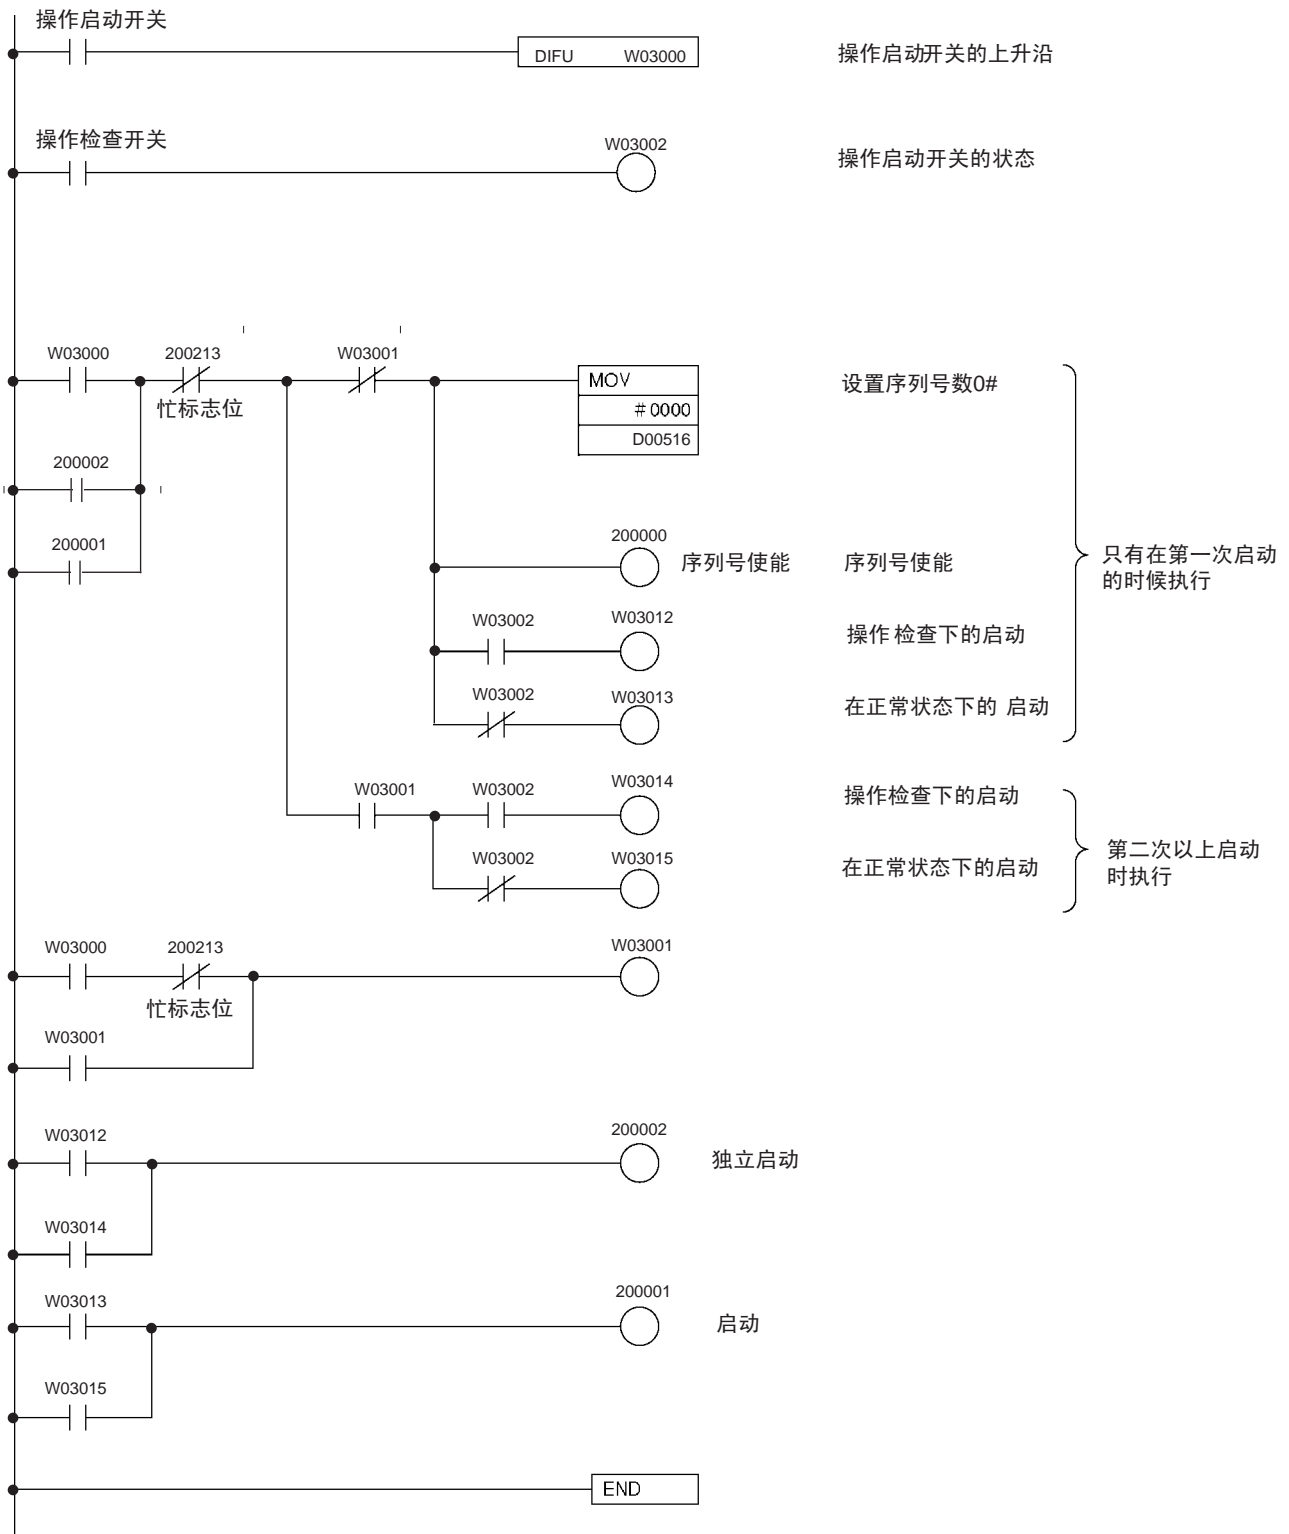 操作启动开关
DIFU W03000
操作启动开关的上升沿
操作检查开关
W03002
操作启动开关的状态
W03000
200213
W03001
MOV
设置序列号数0#
忙标志位
# 0000
D00516
200002
200001
200000
序列号使能
序列号使能
只有在第一次启动
的时候执行
W03002
W03012
操作 检查下的启动
W03002
W03013
在正常状态下的 启动
W03001
W03002
W03014
操作检查下的启动
W03002
W03015
在正常状态下的启动
第二次以上启动
时执行
W03000
200213
W03001
忙标志位
W03001
W03012
200002
独立启动
W03014
W03013
200001
启动
W03015
END